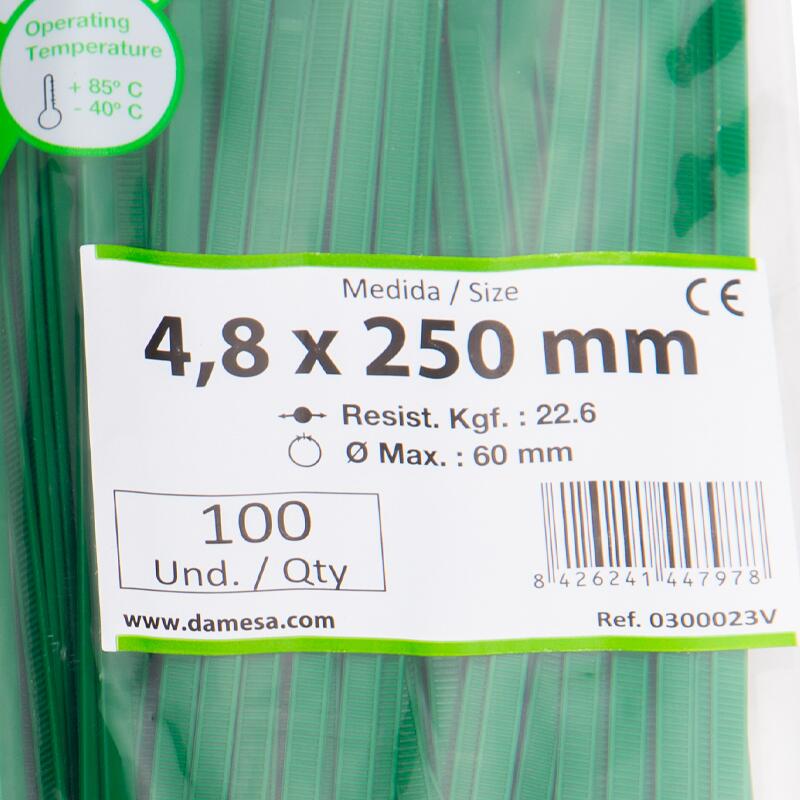 Operating
Temperature
+ 85º C
- 40º C
Medida / Size
CE
4,8 x 250 mm
Resist. Kgf. : 22.6
Ø Max. : 60 mm
100
Und. / Qty
8 426241 447978
www.damesa.com
Ref. 0300023V